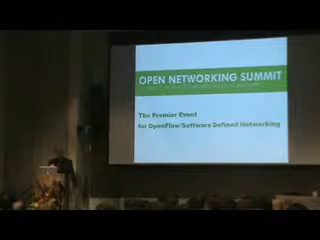 OPEN NETWORKING SUMMIT
The Premier Event
for OpenFlow/Software Defined Networking